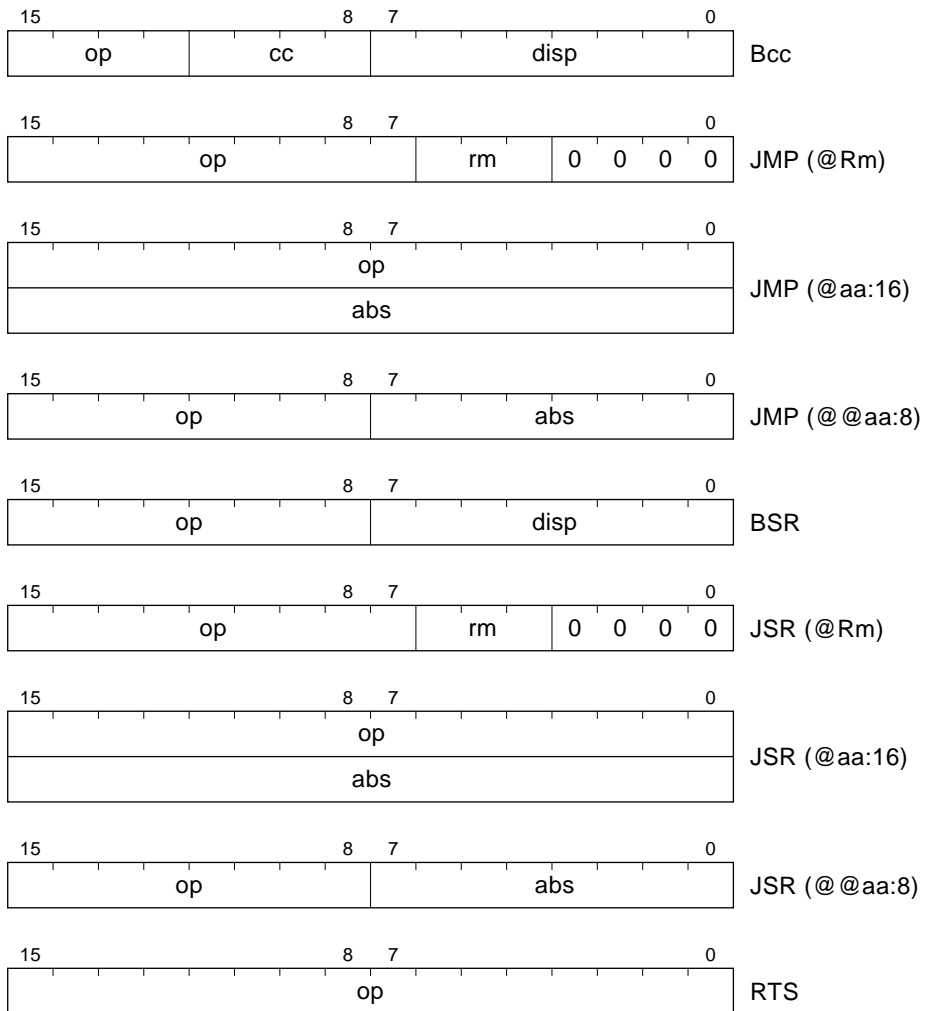 15 8 7 0
op cc disp Bcc
15 8 7 0
op rm 0 0 0 0 JMP (@Rm)
15 8 7 0
op
JMP (@aa:16)
abs
15 8 7 0
op abs JMP (@@aa:8)
15 8 7 0
op disp BSR
15 8 7 0
op rm 0 0 0 0 JSR (@Rm)
15 8 7 0
op
JSR (@aa:16)
abs
15 8 7 0
op abs JSR (@@aa:8)
15 8 7 0
op RTS